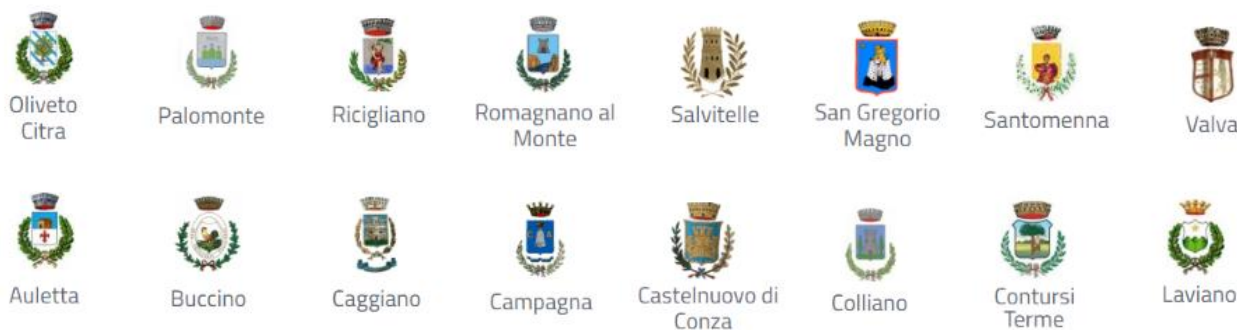 Oliveto
Citra
Palomonte
Ricigliano
Romagnano al
Monte
Salvitelle
San Gregorio
Magno
Santomenna
Valva
Auletta
Buccino
Caggiano
C A
Campagna
Castelnuovo di
Conza
Colliano
Contursi
Terme
Laviano